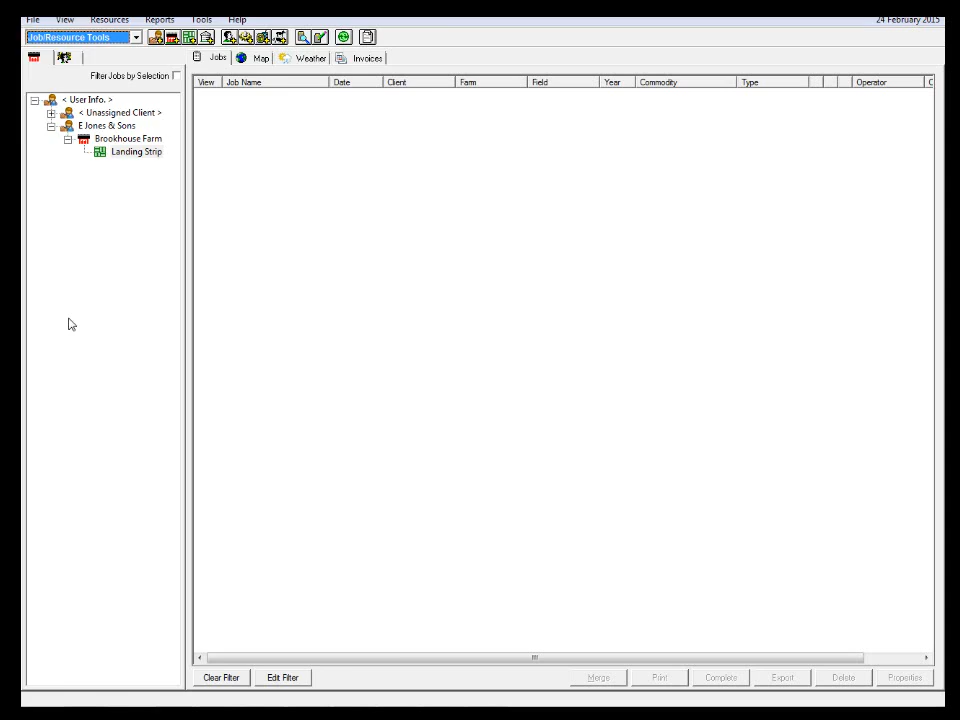 File View Resources Reports Tools Help 24 February 2015
Job/Resource Tools
Jobs Map Weather Invoices
Filter Jobs by Selection
View Job Name Date Client Farm Field Year Commodity Type Operator
< User Info. >
< Unassigned Client >
E Jones & Sons
Brookhouse Farm
Landing Strip
Clear Filter Edit Filter Merge Print Complete Export Delete Properties